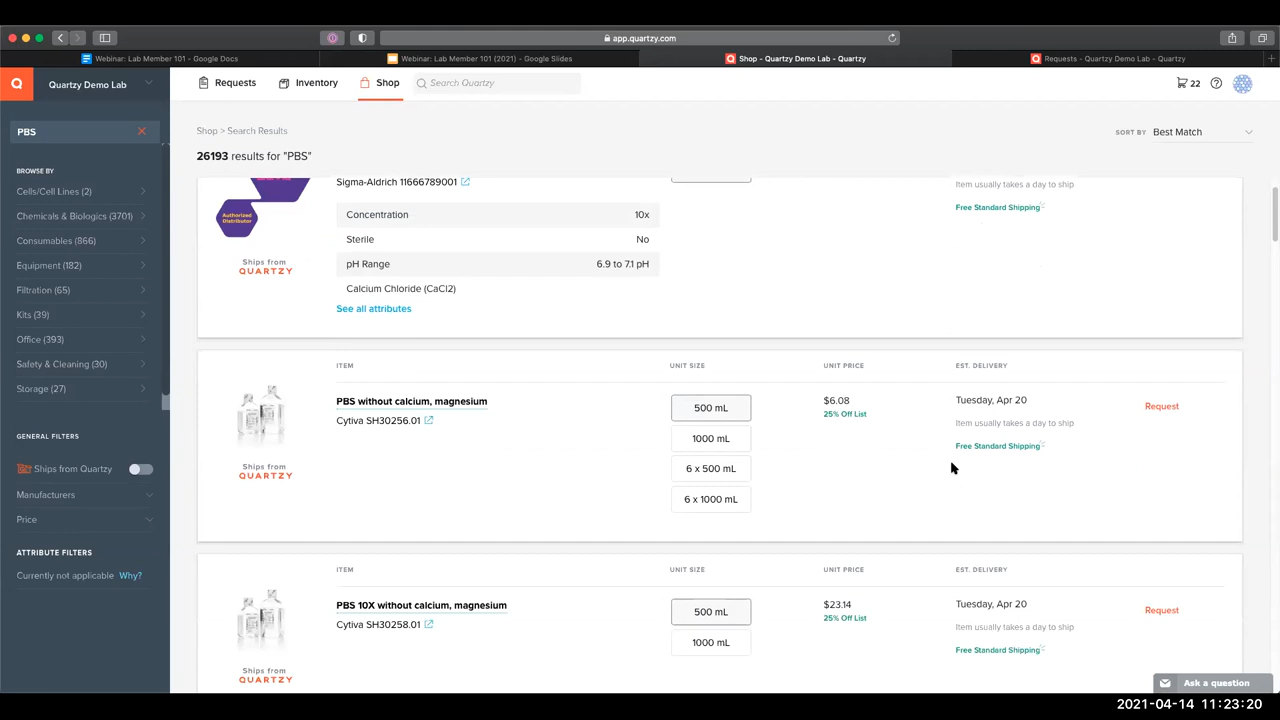 app.quartzy.com
Webinar: Lab Member 101 - Google Docs
Webinar: Lab Member 101 (2021) - Google Slides
Shop - Quartzy Demo Lab - Quartzy
Requests - Quartzy Demo Lab - Quartzy
Q
Quartzy Demo Lab
Requests
Inventory
Shop
Search Quartzy
22
PBS
Shop > Search Results
SORT BY Best Match
26193 results for "PBS"
BROWSE BY
Cells/Cell Lines (2)
Chemicals & Biologics (3701)
Consumables (866)
Equipment (182)
Filtration (65)
Kits (39)
Office (393)
Safety & Cleaning (30)
Storage (27)
GENERAL FILTERS
Ships from Quartzy
Manufacturers
Price
ATTRIBUTE FILTERS
Currently not applicable Why?
Authorized
Distributor
Ships from
QUARTZY
Sigma-Aldrich 11666789001
Concentration 10x
Sterile No
pH Range 6.9 to 7.1 pH
Calcium Chloride (CaCl2)
See all attributes
Item usually takes a day to ship
Free Standard Shipping
ITEM UNIT SIZE UNIT PRICE EST. DELIVERY
PBS without calcium, magnesium
Cytiva SH30256.01
Ships from
QUARTZY
500 mL
1000 mL
6 x 500 mL
6 x 1000 mL
$6.08
25% Off List
Tuesday, Apr 20
Item usually takes a day to ship
Free Standard Shipping
Request
ITEM UNIT SIZE UNIT PRICE EST. DELIVERY
PBS 10X without calcium, magnesium
Cytiva SH30258.01
Ships from
QUARTZY
500 mL
1000 mL
$23.14
25% Off List
Tuesday, Apr 20
Item usually takes a day to ship
Free Standard Shipping
Request
Ask a question
2021-04-14 11:23:20